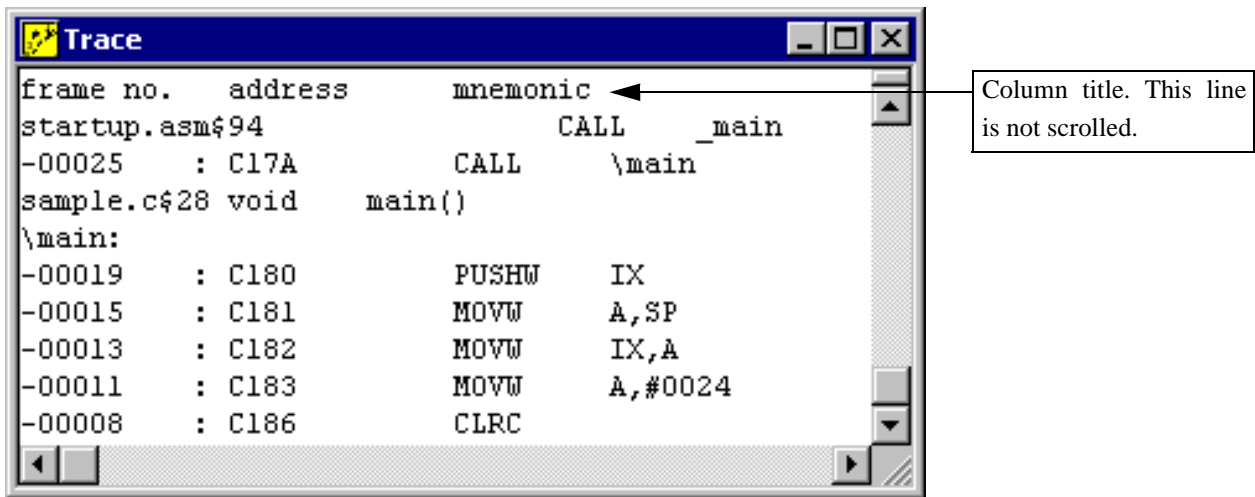 Trace
frame no. address mnemonic
startup.asm$94 CALL _main
-00025 : C17A CALL \main
sample.c$28 void main()
\main:
-00019 : C180 PUSHW IX
-00015 : C181 MOVW A,SP
-00013 : C182 MOVW IX,A
-00011 : C183 MOVW A,#0024
-00008 : C186 CLRC
Column title. This line
is not scrolled.